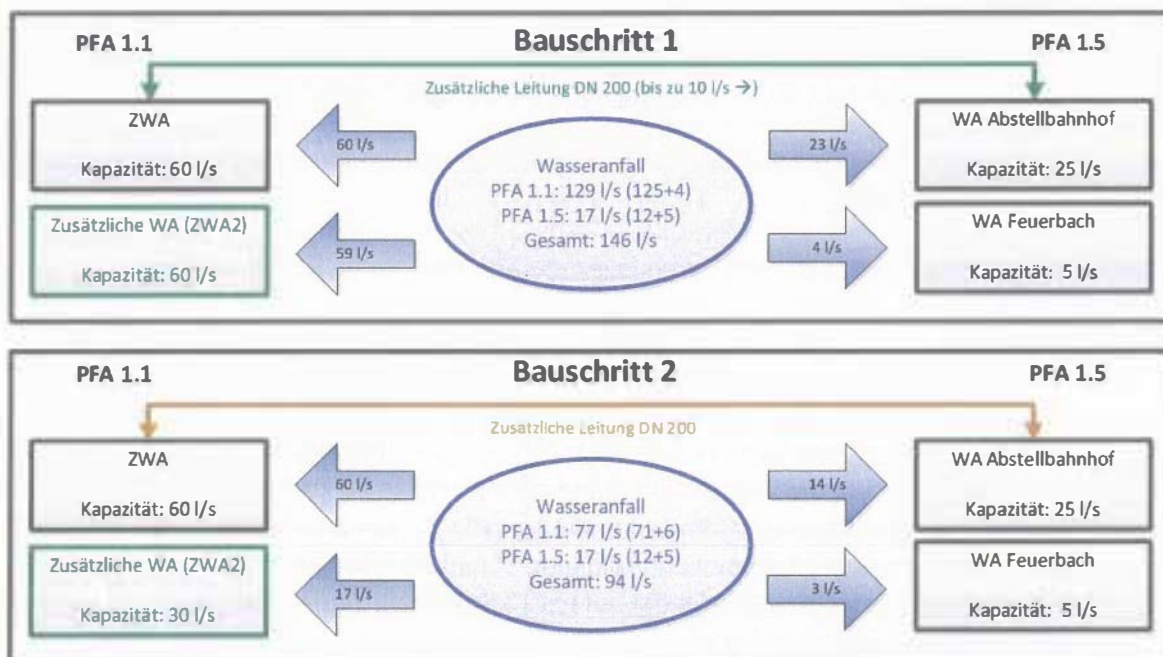 PFA 1.1
Bauschritt 1
PFA 1.5
Zusätzliche Leitung DN 200 (bis zu 10 l/s →)
ZWA
Kapazität: 60 l/s
60 l/s
Zusätzliche WA (ZWA2)
Kapazität: 60 l/s
59 l/s
Wasseranfall
PFA 1.1: 129 l/s (125+4)
PFA 1.5: 17 l/s (12+5)
Gesamt: 146 l/s
23 l/s
WA Abstellbahnhof
Kapazität: 25 l/s
4 l/s
WA Feuerbach
Kapazität: 5 l/s
PFA 1.1
Bauschritt 2
PFA 1.5
Zusatzliche Leitung DN 200
ZWA
Kapazität: 60 l/s
60 l/s
Zusätzliche WA (ZWA2)
Kapazität: 30 l/s
17 l/s
Wasseranfall
PFA 1.1: 77 l/s (71+6)
PFA 1.5: 17 l/s (12+5)
Gesamt: 94 l/s
14 l/s
WA Abstellbahnhof
Kapazität: 25 l/s
3 l/s
WA Feuerbach
Kapazität: 5 l/s